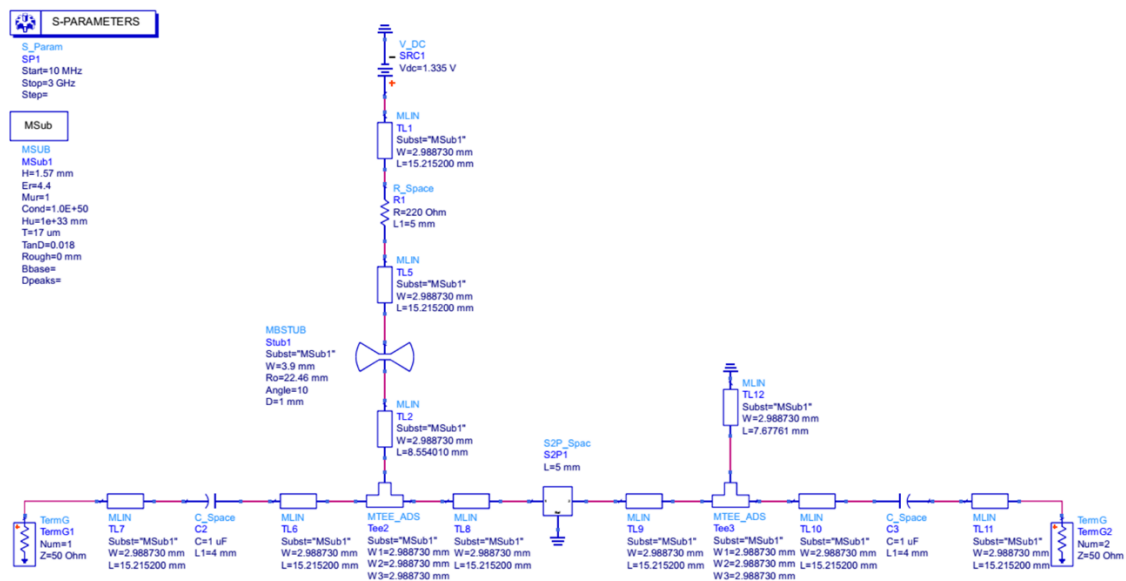 S-PARAMETERS
S_Param
SP1
Start=10 MHz
Stop=3 GHz
Step=
MSub
MSUB
MSub1
H=1.57 mm
Er=4.4
Mur=1
Cond=1.0E+50
Hu=1e+33 mm
T=17 um
TanD=0.018
Rough=0 mm
Bbase=
Dpeaks=
V_DC
SRC1
Vdc=1.335 V
MLIN
TL1
Subst="MSub1"
W=2.988730 mm
L=15.215200 mm
R_Space
R1
R=220 Ohm
L1=5 mm
MLIN
TL5
Subst="MSub1"
W=2.988730 mm
L=15.215200 mm
MBSTUB
Stub1
Subst="MSub1"
W=3.9 mm
Ro=22.46 mm
Angle=10
D=1 mm
MLIN
TL2
Subst="MSub1"
W=2.988730 mm
L=8.554010 mm
MLIN
TL12
Subst="MSub1"
W=2.988730 mm
L=7.67761 mm
S2P_Spac
S2P1
L=5 mm
Ref
TermG
TermG1
Num=1
Z=50 Ohm
MLIN
TL7
Subst="MSub1"
W=2.988730 mm
L=15.215200 mm
C_Space
C2
C=1 uF
L1=4 mm
MLIN
TL6
Subst="MSub1"
W=2.988730 mm
L=15.215200 mm
MTEE_ADS
Tee2
Subst="MSub1"
W1=2.988730 mm
W2=2.988730 mm
W3=2.988730 mm
MLIN
TL8
Subst="MSub1"
W=2.988730 mm
L=15.215200 mm
MLIN
TL9
Subst="MSub1"
W=2.988730 mm
L=15.215200 mm
MTEE_ADS
Tee3
Subst="MSub1"
W1=2.988730 mm
W2=2.988730 mm
W3=2.988730 mm
MLIN
TL10
Subst="MSub1"
W=2.988730 mm
L=15.215200 mm
C_Space
C3
C=1 uF
L1=4 mm
MLIN
TL11
Subst="MSub1"
W=2.988730 mm
L=15.215200 mm
TermG
TermG2
Num=2
Z=50 Ohm